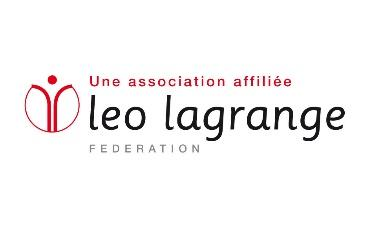 Une association affiliée
leo lagrange
FEDERATION